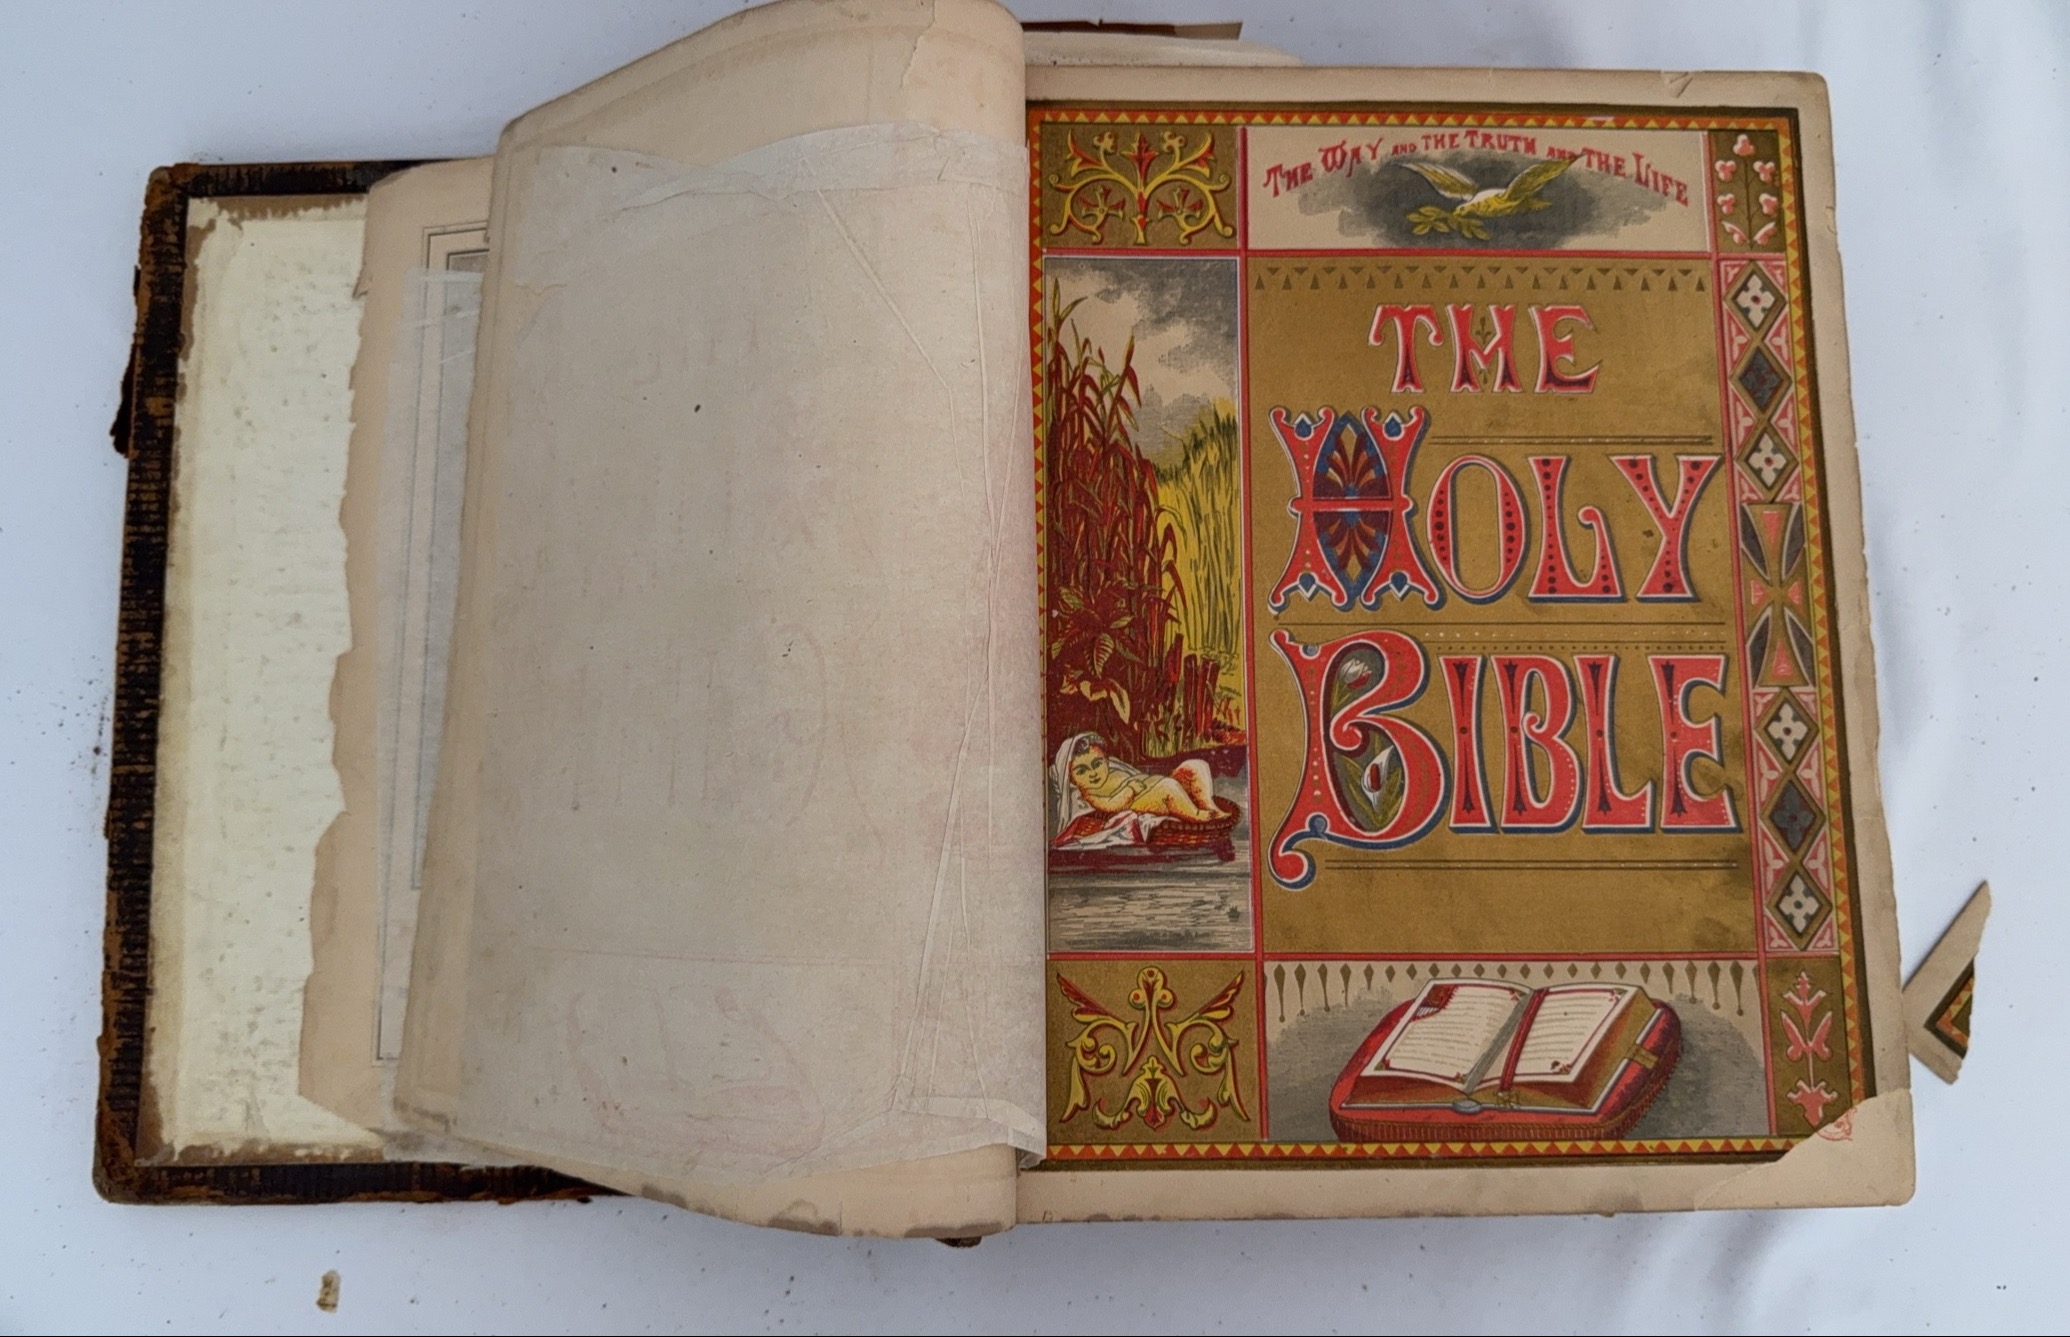 THE WAY AND THE TRUTH AND THE LIFE
THE
HOLY
BIBLE